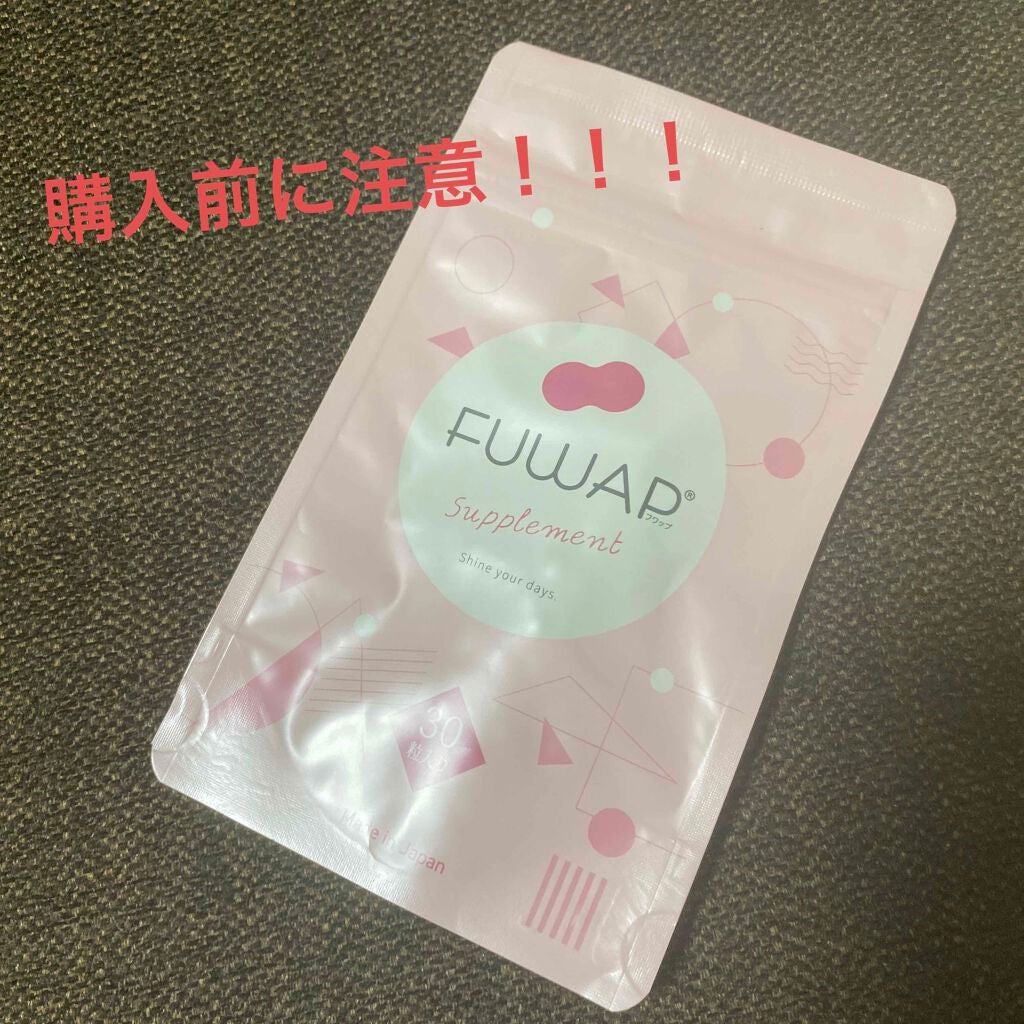 購入前に注意！！！
FUWAP®
フワップ
Supplement
Shine your days.
30
粒入り
Made in Japan